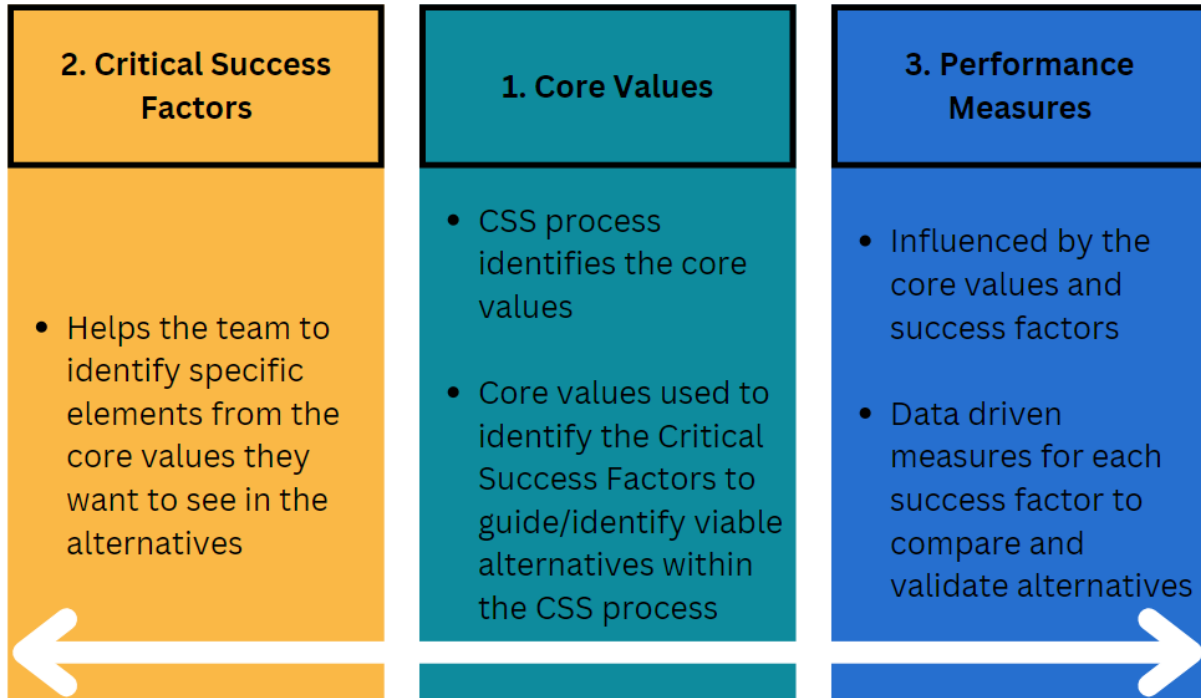 2. Critical Success
Factors
• Helps the team to
identify specific
elements from the
core values they
want to see in the
alternatives
1. Core Values
• CSS process
identifies the core
values
• Core values used to
identify the Critical
Success Factors to
guide/identify viable
alternatives within
the CSS process
3. Performance
Measures
• Influenced by the
core values and
success factors
• Data driven
measures for each
success factor to
compare and
validate alternatives